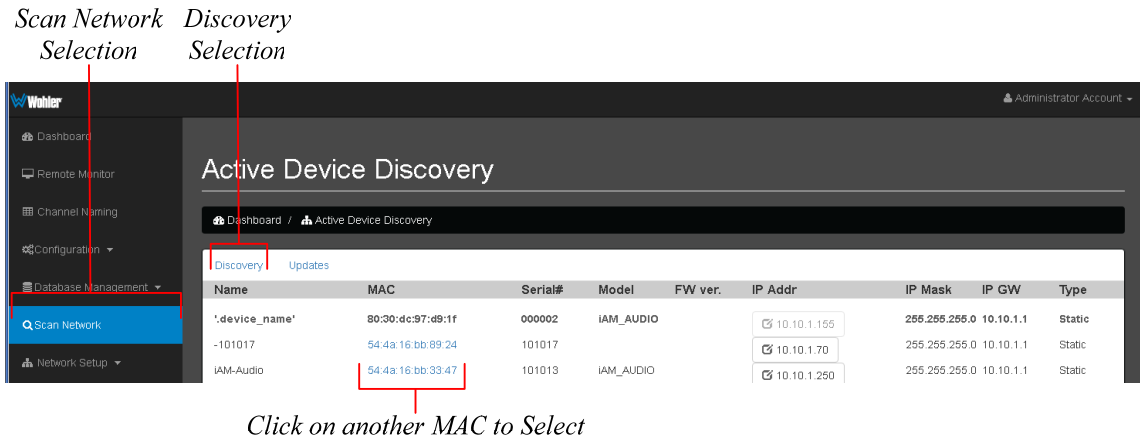 Scan Network Discovery
Selection Selection
Wohler Administrator Account
Dashboard
Remote Monitor
Active Device Discovery
Channel Naming
Dashboard / Active Device Discovery
Configuration
Discovery Updates
Database Management
Name MAC Serial# Model FW ver. IP Addr IP Mask IP GW Type
'.device_name' 80:30:dc:97:d9:1f 000002 iAM_AUDIO 10.10.1.155 255.255.255.0 10.10.1.1 Static
Scan Network
-101017 54:4a:16:bb:89:24 101017 10.10.1.70 255.255.255.0 10.10.1.1 Static
Network Setup
iAM-Audio 54:4a:16:bb:33:47 101013 iAM_AUDIO 10.10.1.250 255.255.255.0 10.10.1.1 Static
Click on another MAC to Select